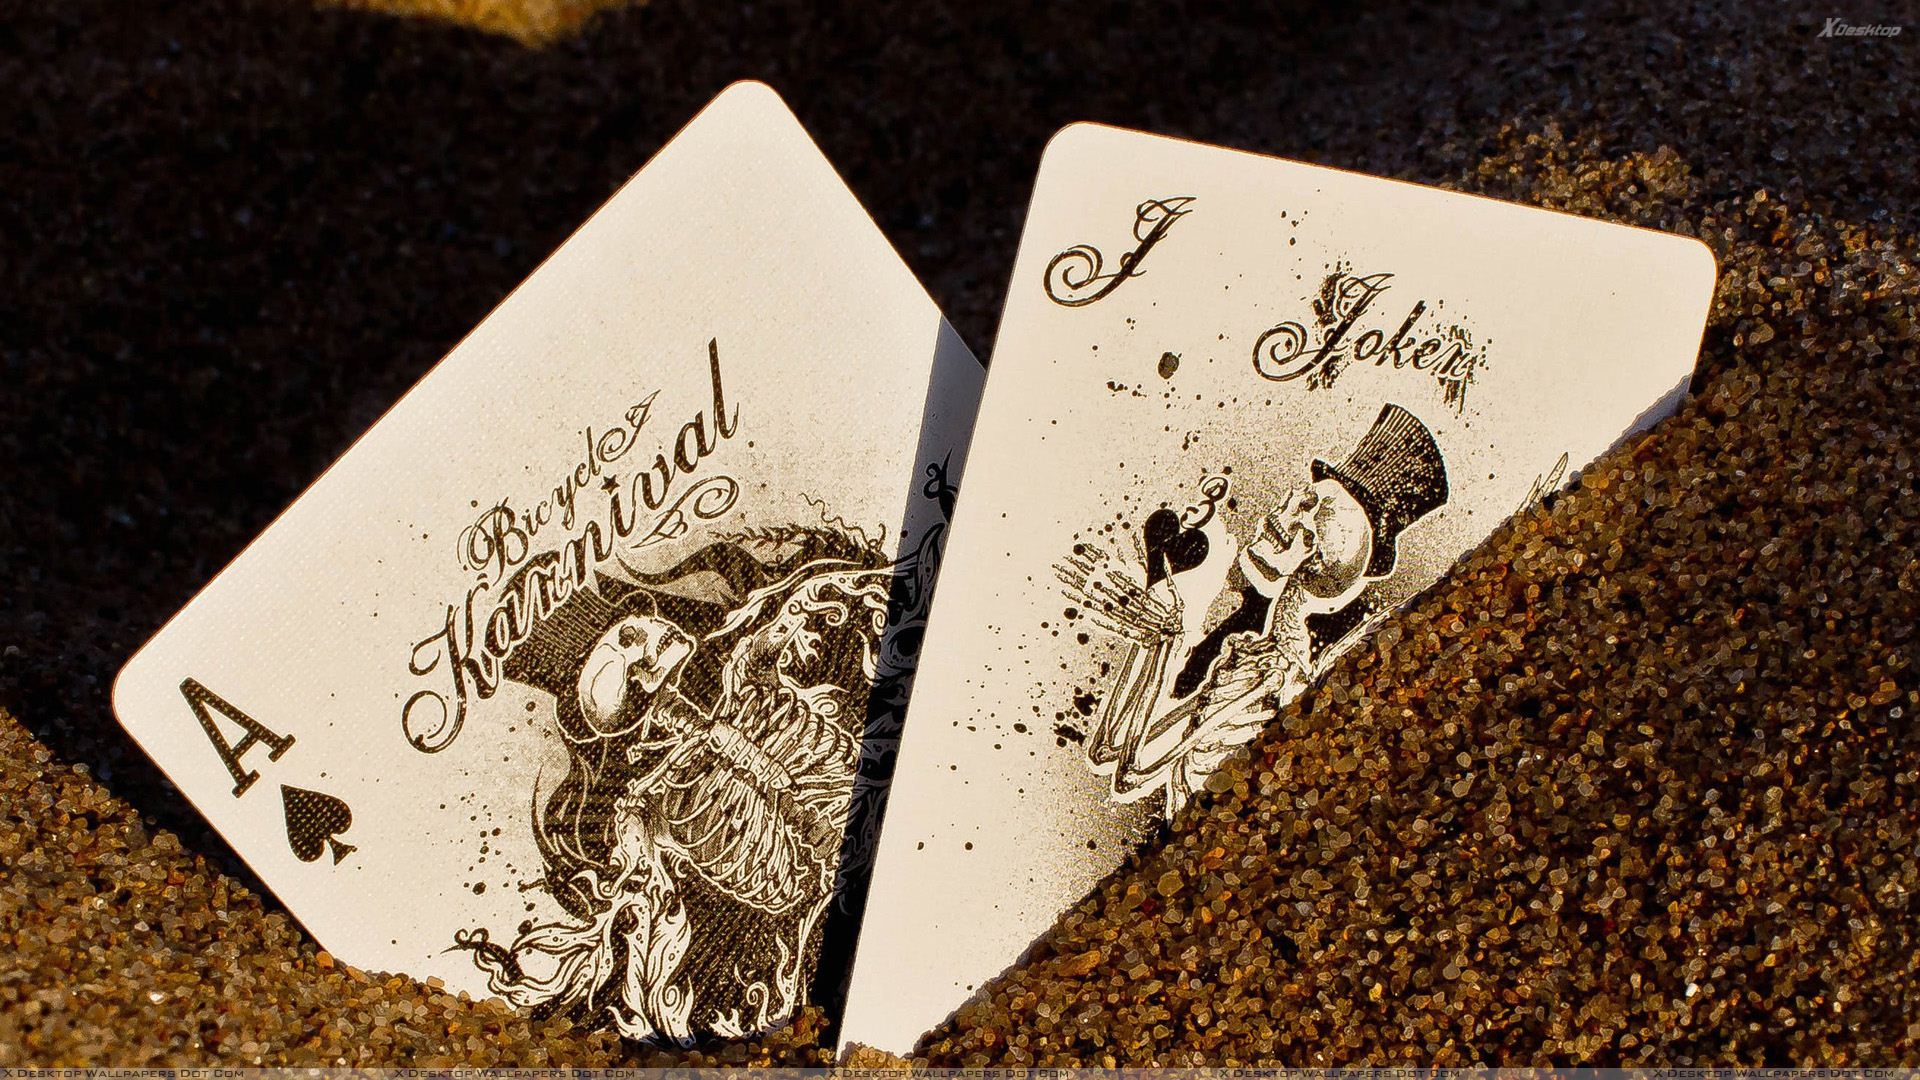 XDesktop
J
Joker
Bicycle
Karnival
A
X Desktop Wallpapers Dot Com X Desktop Wallpapers Dot Com X Desktop Wallpapers Dot Com X Desktop Wallpapers Dot Com